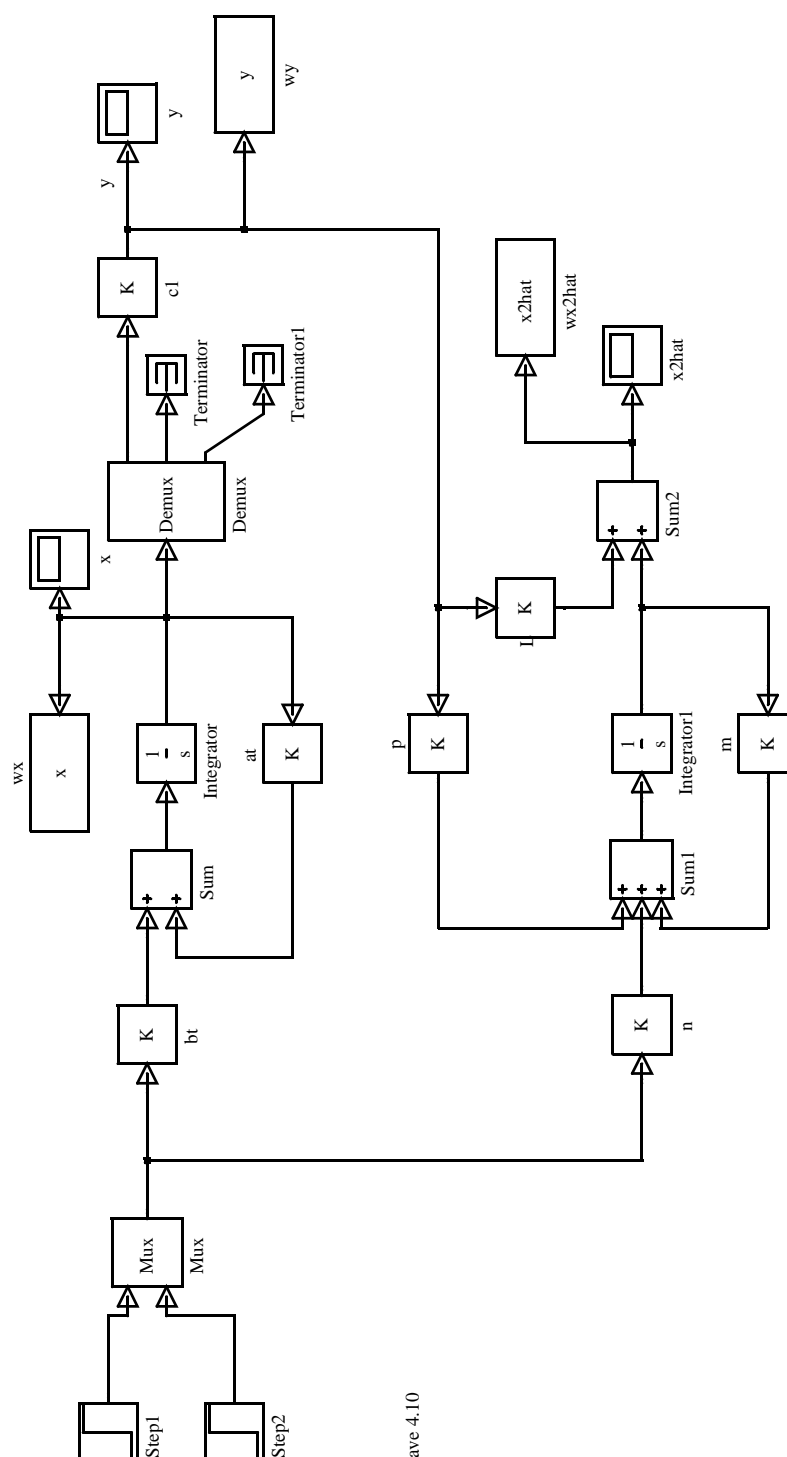 wx
x
x
Step1
Step2
Mux
Mux
K
bt
+
+
Sum
1
s
Integrator
at
K
Demux
Demux
Terminator
Terminator1
K
c1
y
y
y
wy
p
K
L
K
K
n
+
+
+
Sum1
1
s
Integrator1
m
K
+
+
Sum2
x2hat
wx2hat
x2hat
ave 4.10